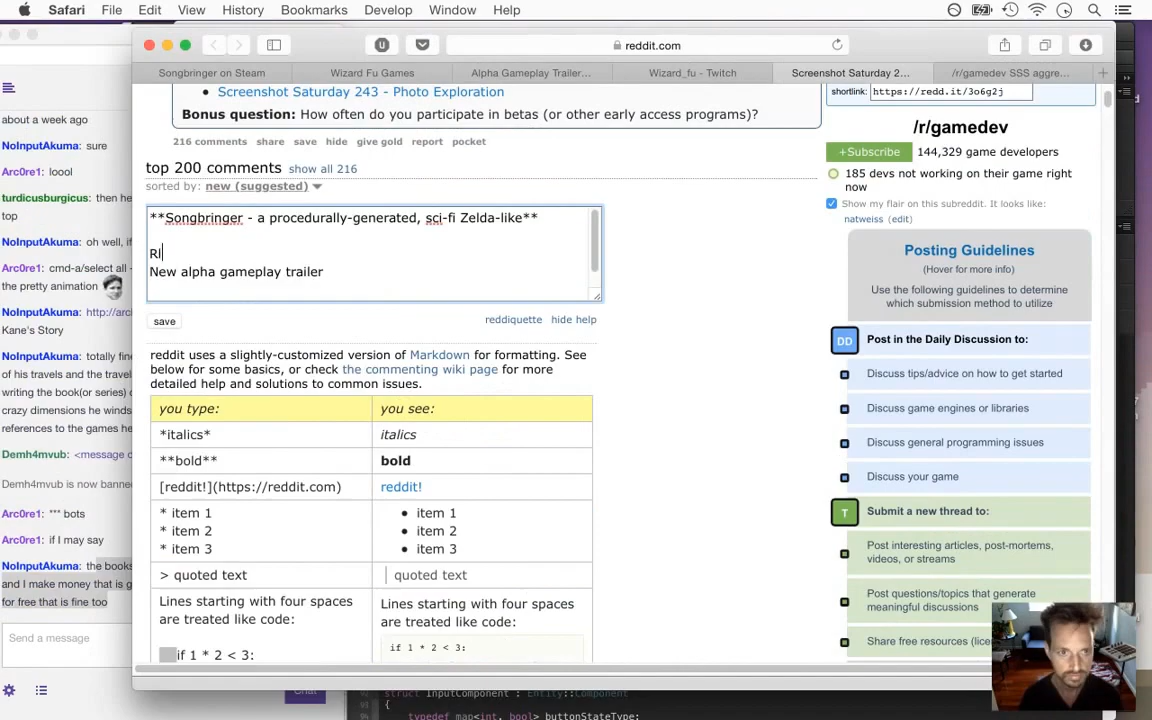 Safari File Edit View History Bookmarks Develop Window Help
reddit.com
Songbringer on Steam
Wizard Fu Games
Alpha Gameplay Trailer...
Wizard_fu - Twitch
Screenshot Saturday 2...
/r/gamedev SSS aggre...
about a week ago
NoInputAkuma: sure
Arc0re1: loool
turdicusburgicus: then he
top
NoInputAkuma: oh well, if
Arc0re1: cmd-a/select all -
the pretty animation
NoInputAkuma: http://arc
Kane's Story
NoInputAkuma: totally fine
of his travels and the travel
writing the book(or series)
crazy dimensions he winds
references to the games he
Demh4mvub: <message
Demh4mvub is now banned
Arc0re1: *** bots
Arc0re1: if I may say
NoInputAkuma: the books
and I make money that is g
for free that is fine too
Send a message
Chat
Screenshot Saturday 243 - Photo Exploration
Bonus question: How often do you participate in betas (or other early access programs)?
216 comments share save hide give gold report pocket
top 200 comments show all 216
sorted by: new (suggested)
**Songbringer - a procedurally-generated, sci-fi Zelda-like**
Rl
New alpha gameplay trailer
save
reddiquette hide help
reddit uses a slightly-customized version of Markdown for formatting. See
below for some basics, or check the commenting wiki page for more
detailed help and solutions to common issues.
you type: you see:
*italics* italics
**bold** bold
[reddit!](https://reddit.com) reddit!
* item 1 • item 1
* item 2 • item 2
* item 3 • item 3
> quoted text quoted text
Lines starting with four spaces
are treated like code:
Lines starting with four spaces
are treated like code:
if 1 * 2 < 3:
if 1 * 2 < 3:
shortlink: https://redd.it/3o6g2j
/r/gamedev
+Subscribe 144,329 game developers
185 devs not working on their game right
now
Show my flair on this subreddit. It looks like:
natweiss (edit)
Posting Guidelines
(Hover for more info)
Use the following guidelines to determine
which submission method to utilize
DD Post in the Daily Discussion to:
Discuss tips/advice on how to get started
Discuss game engines or libraries
Discuss general programming issues
Discuss your game
T Submit a new thread to:
Post interesting articles, post-mortems,
videos, or streams
Post questions/topics that generate
meaningful discussions
Share free resources (lice
struct InputComponent : Entity::Component
{
typedef map<int, bool> buttonStateType;